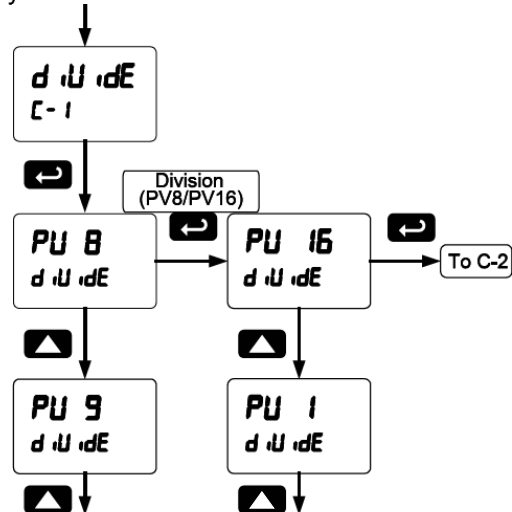 diUidE
C-1
Division
(PV8/PV16)
PU 8
diUidE
PU 16
diUidE
To C-2
PU 9
diUidE
PU 1
diUidE